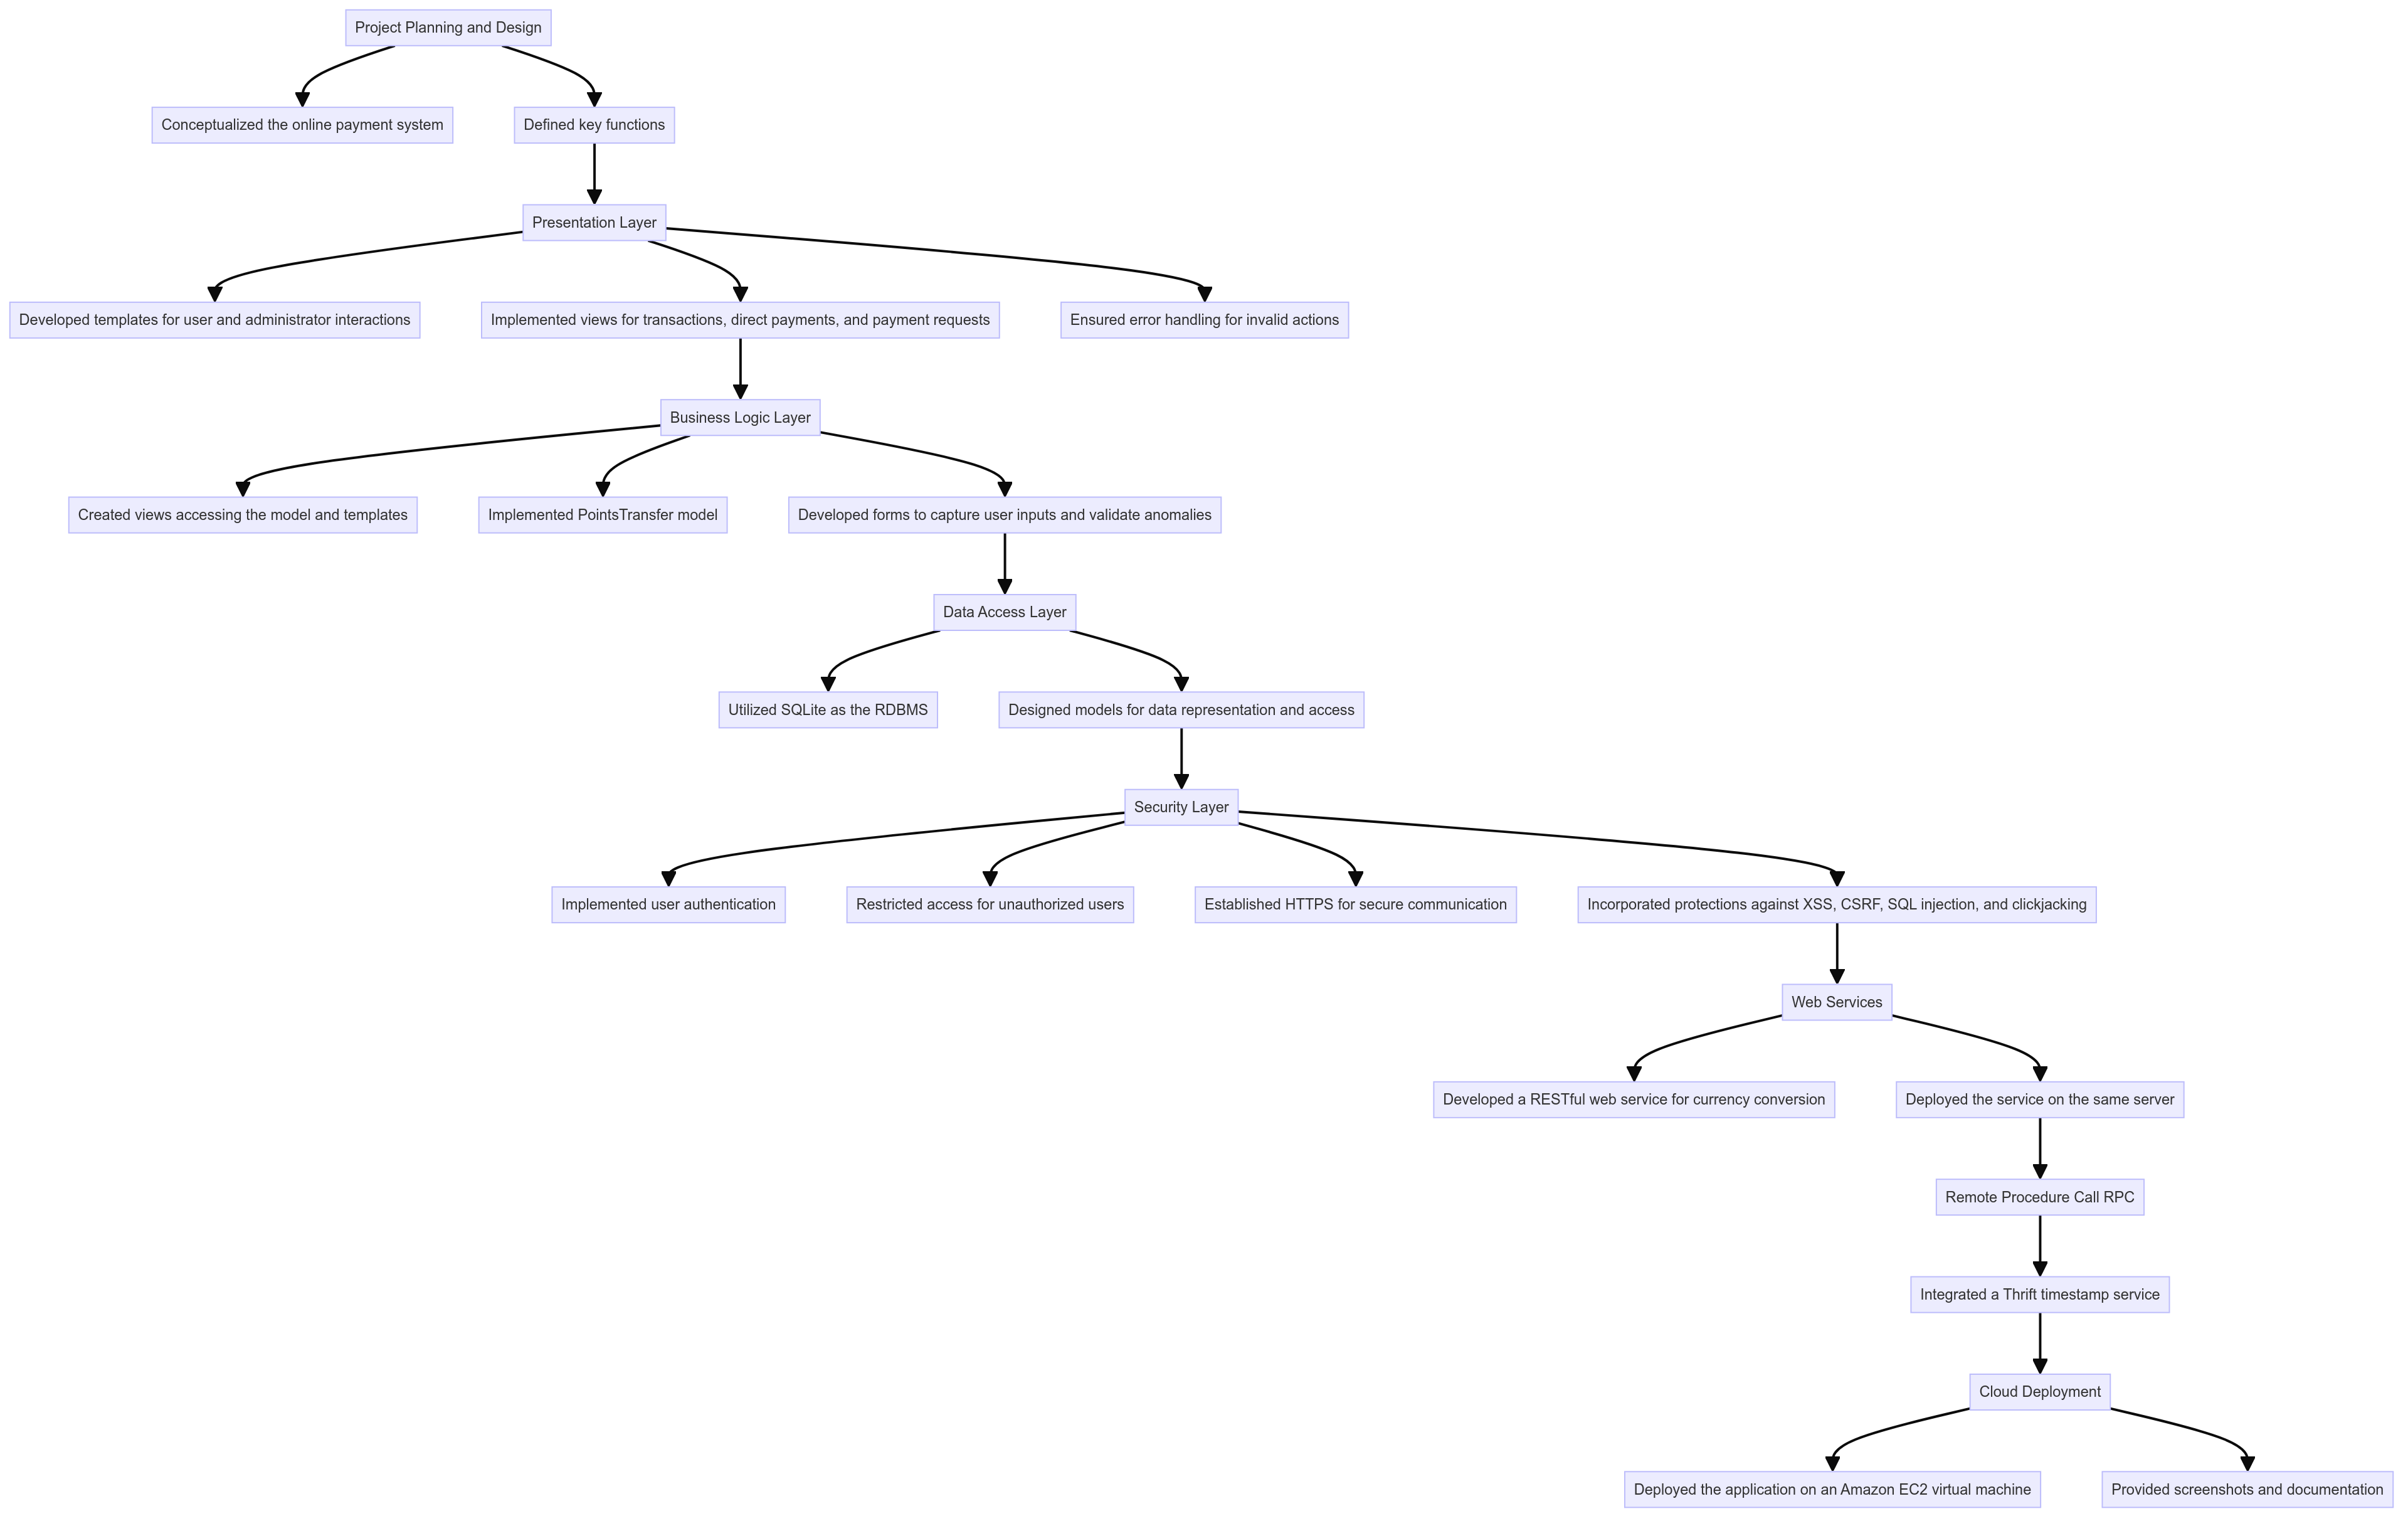 Project Planning and Design
Conceptualized the online payment system
Defined key functions
Presentation Layer
Developed templates for user and administrator interactions
Implemented views for transactions, direct payments, and payment requests
Ensured error handling for invalid actions
Business Logic Layer
Created views accessing the model and templates
Implemented PointsTransfer model
Developed forms to capture user inputs and validate anomalies
Data Access Layer
Utilized SQLite as the RDBMS
Designed models for data representation and access
Security Layer
Implemented user authentication
Restricted access for unauthorized users
Established HTTPS for secure communication
Incorporated protections against XSS, CSRF, SQL injection, and clickjacking
Web Services
Developed a RESTful web service for currency conversion
Deployed the service on the same server
Remote Procedure Call RPC
Integrated a Thrift timestamp service
Cloud Deployment
Deployed the application on an Amazon EC2 virtual machine
Provided screenshots and documentation